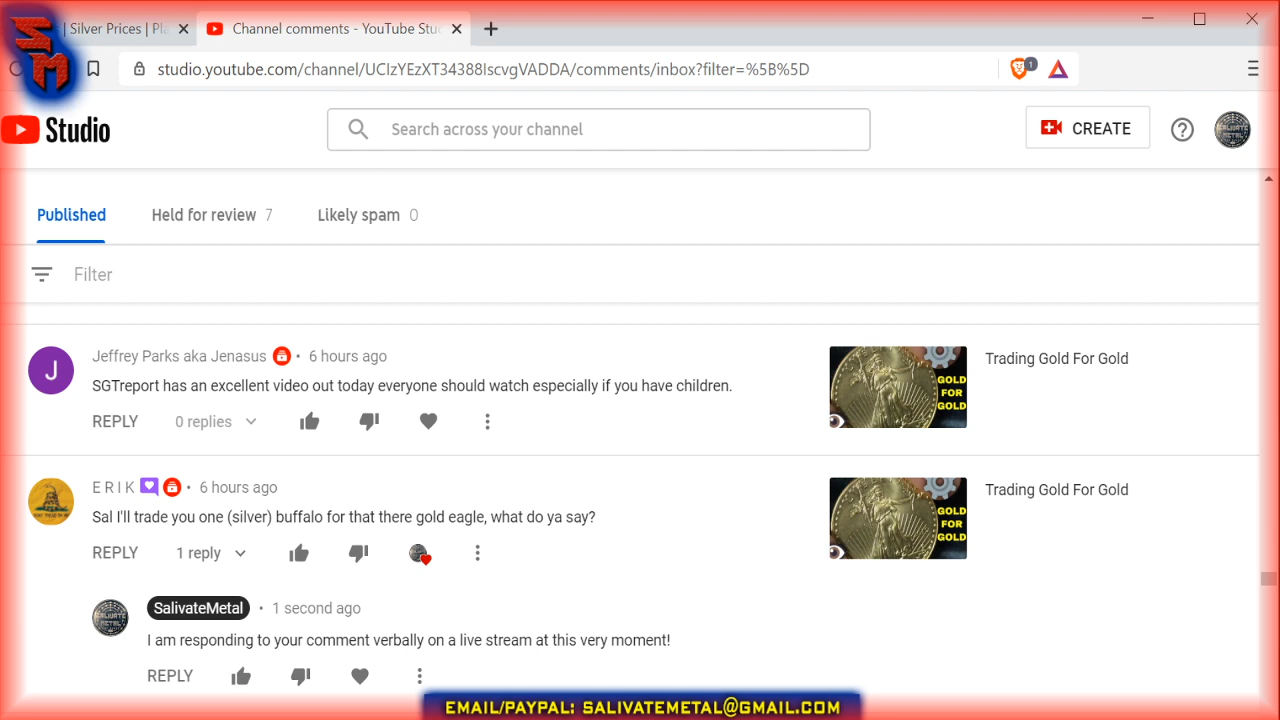 SM
| Silver Prices | Pla
Channel comments - YouTube Stud
studio.youtube.com/channel/UCIzYEzXT34388IscvgVADDA/comments/inbox?filter=%5B%5D
1
Studio
Search across your channel
CREATE
Published
Held for review 7
Likely spam 0
Filter
J
Jeffrey Parks aka Jenasus • 6 hours ago
SGTreport has an excellent video out today everyone should watch especially if you have children.
REPLY 0 replies
GOLD
FOR
GOLD
Trading Gold For Gold
E R I K • 6 hours ago
Sal I'll trade you one (silver) buffalo for that there gold eagle, what do ya say?
REPLY 1 reply
GOLD
FOR
GOLD
Trading Gold For Gold
SalivateMetal • 1 second ago
I am responding to your comment verbally on a live stream at this very moment!
REPLY
EMAIL/PAYPAL: SALIVATEMETAL@GMAIL.COM